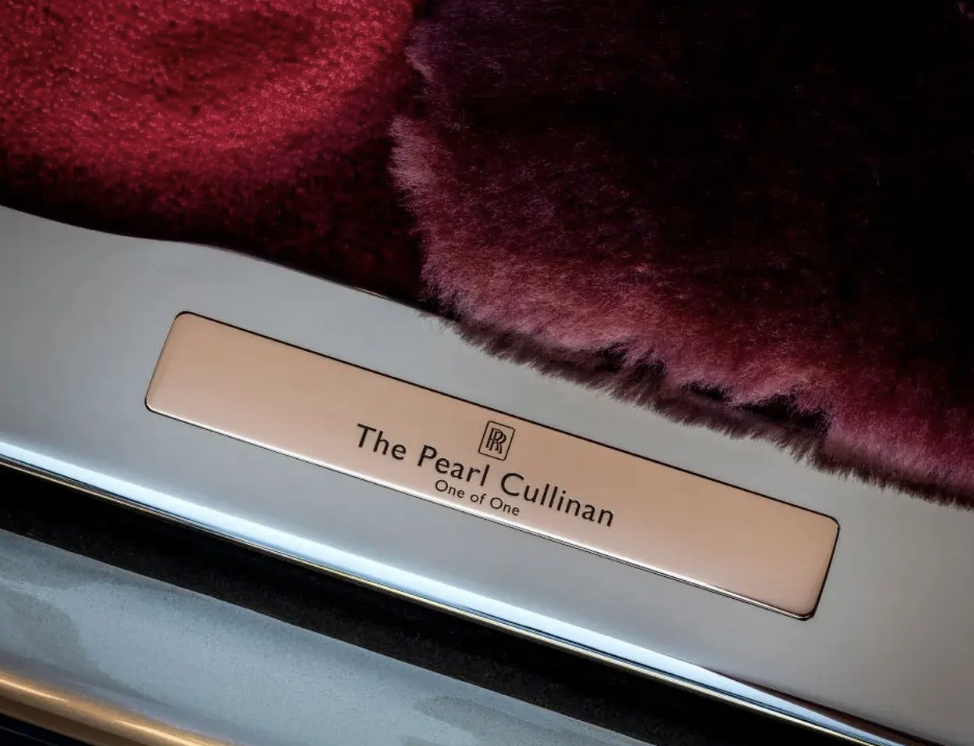 RR
The Pearl Cullinan
One of One